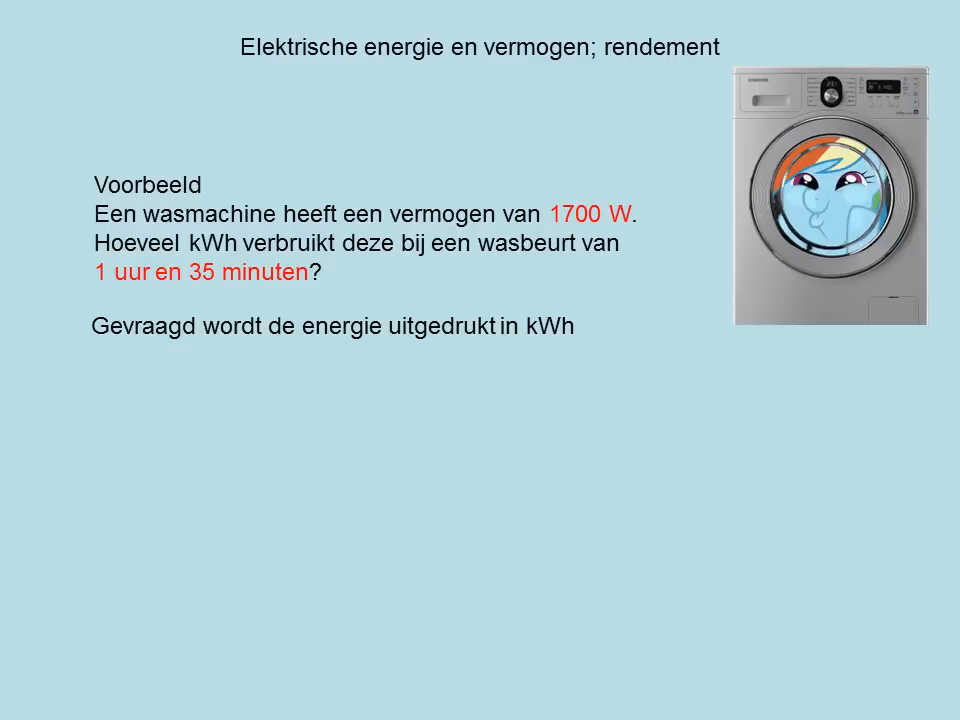 Elektrische energie en vermogen; rendement
SAMSUNG
Voorbeeld
Een wasmachine heeft een vermogen van 1700 W.
Hoeveel kWh verbruikt deze bij een wasbeurt van
1 uur en 35 minuten?
Gevraagd wordt de energie uitgedrukt in kWh